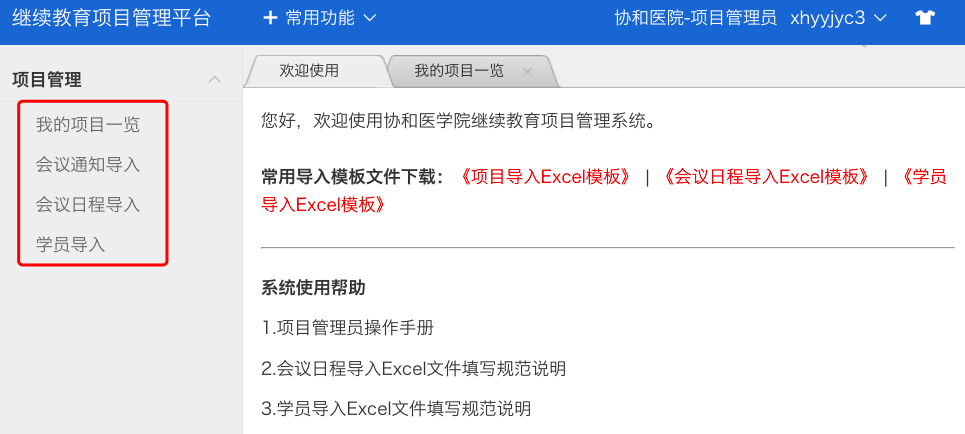 继续教育项目管理平台 + 常用功能 协和医院-项目管理员 xhyyjyc3
项目管理
我的项目一览
会议通知导入
会议日程导入
学员导入
欢迎使用 我的项目一览 ×
您好，欢迎使用协和医学院继续教育项目管理系统。
常用导入模板文件下载：《项目导入Excel模板》 | 《会议日程导入Excel模板》 | 《学员
导入Excel模板》
系统使用帮助
1.项目管理员操作手册
2.会议日程导入Excel文件填写规范说明
3.学员导入Excel文件填写规范说明